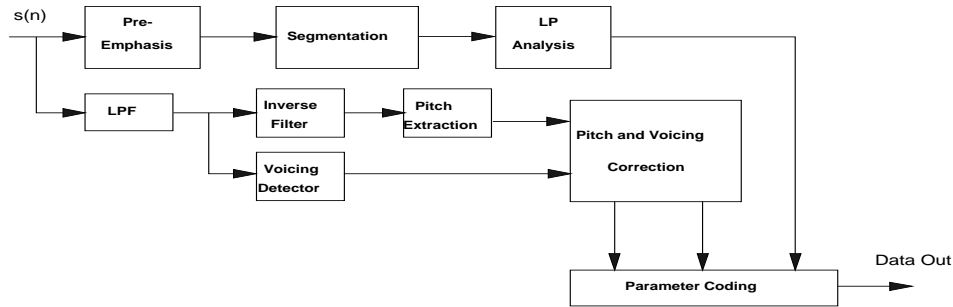 s(n)
Pre-
Emphasis
Segmentation
LP
Analysis
LPF
Inverse
Filter
Pitch
Extraction
Voicing
Detector
Pitch and Voicing
Correction
Parameter Coding
Data Out